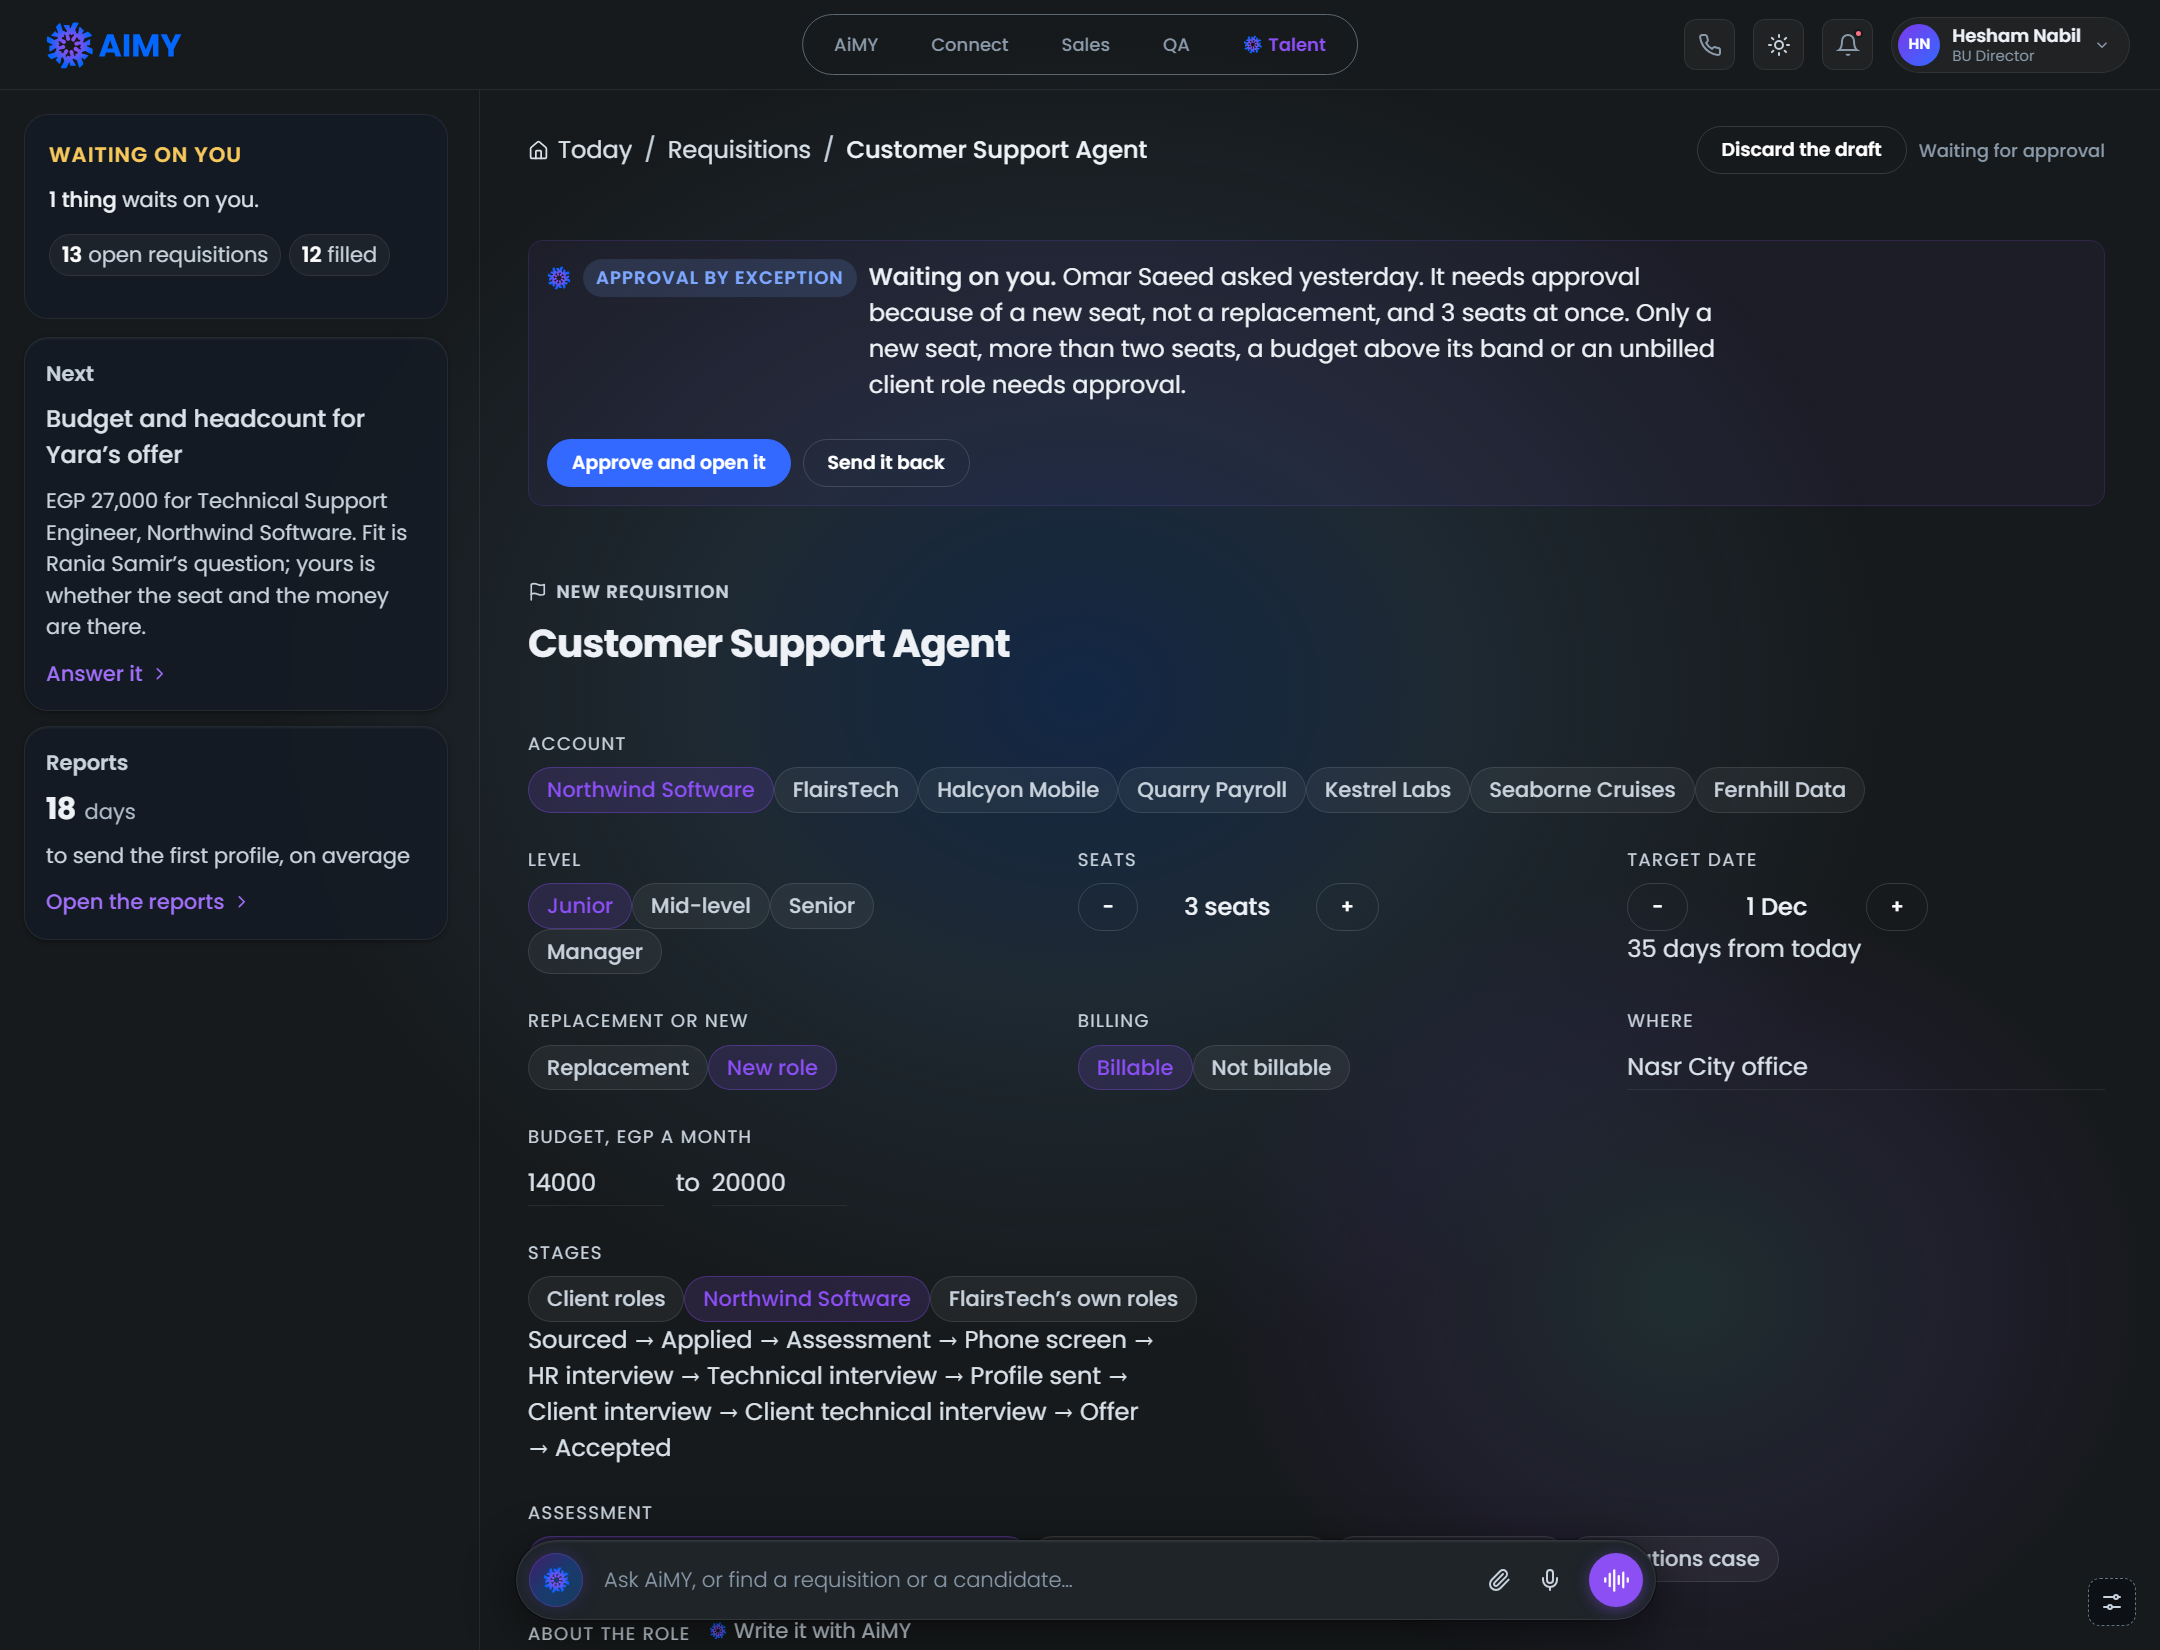 AIMY
AiMY
Connect
Sales
QA
Talent
HN
Hesham Nabil
BU Director
WAITING ON YOU
1 thing waits on you.
13 open requisitions
12 filled
Next
Budget and headcount for
Yara’s offer
EGP 27,000 for Technical Support
Engineer, Northwind Software. Fit is
Rania Samir’s question; yours is
whether the seat and the money
are there.
Answer it
Reports
18 days
to send the first profile, on average
Open the reports
Today / Requisitions / Customer Support Agent
Discard the draft
Waiting for approval
APPROVAL BY EXCEPTION
Waiting on you. Omar Saeed asked yesterday. It needs approval
because of a new seat, not a replacement, and 3 seats at once. Only a
new seat, more than two seats, a budget above its band or an unbilled
client role needs approval.
Approve and open it
Send it back
NEW REQUISITION
Customer Support Agent
ACCOUNT
Northwind Software
FlairsTech
Halcyon Mobile
Quarry Payroll
Kestrel Labs
Seaborne Cruises
Fernhill Data
LEVEL
Junior
Mid-level
Senior
Manager
SEATS
-
3 seats
+
TARGET DATE
-
1 Dec
+
35 days from today
REPLACEMENT OR NEW
Replacement
New role
BILLING
Billable
Not billable
WHERE
Nasr City office
BUDGET, EGP A MONTH
14000 to 20000
STAGES
Client roles
Northwind Software
FlairsTech’s own roles
Sourced → Applied → Assessment → Phone screen →
HR interview → Technical interview → Profile sent →
Client interview → Client technical interview → Offer
→ Accepted
ASSESSMENT
case
Ask AiMY, or find a requisition or a candidate...
ABOUT THE ROLE
Write it with AiMY